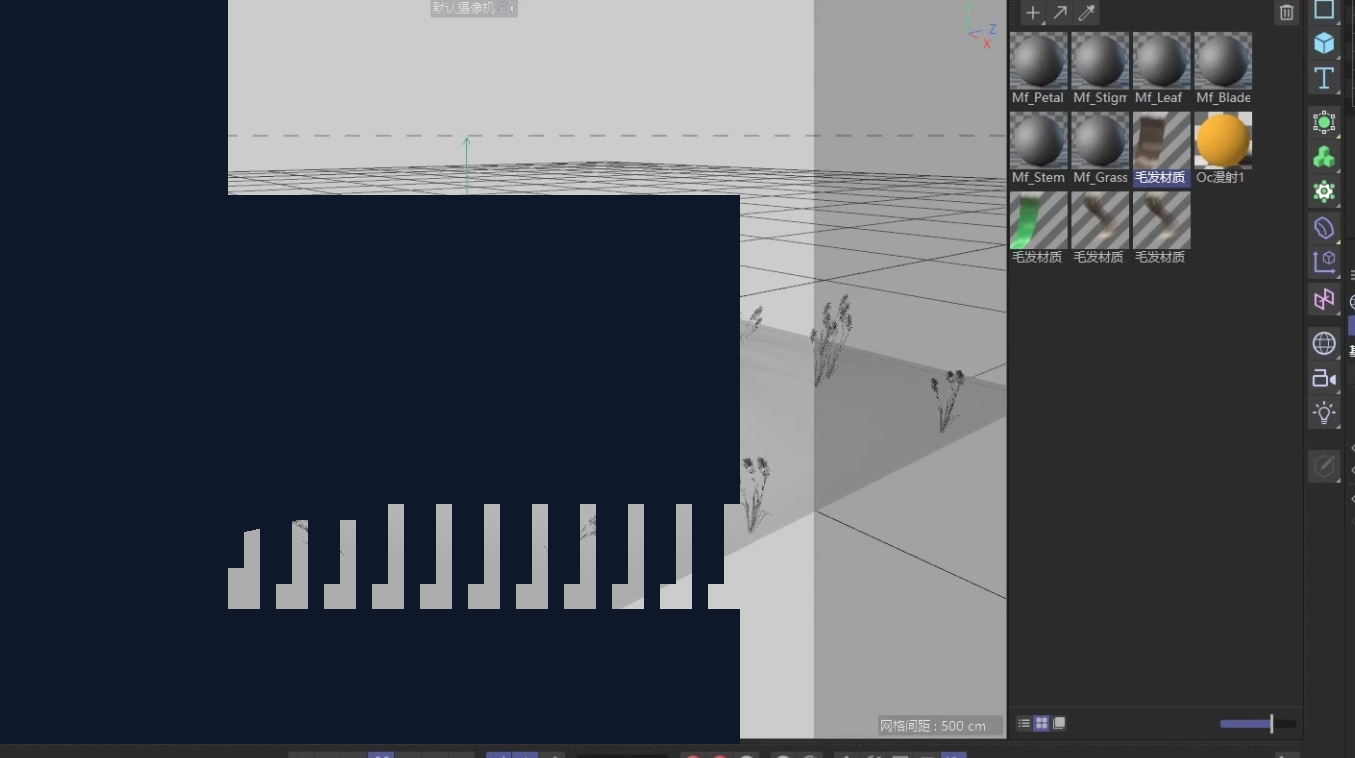 默认摄像机
Y
Z
X
Mf_Petal Mf_Stigm Mf_Leaf Mf_Blade
Mf_Stem Mf_Grass 毛发材质 Oc漫射1
毛发材质 毛发材质 毛发材质
网格间距 : 500 cm